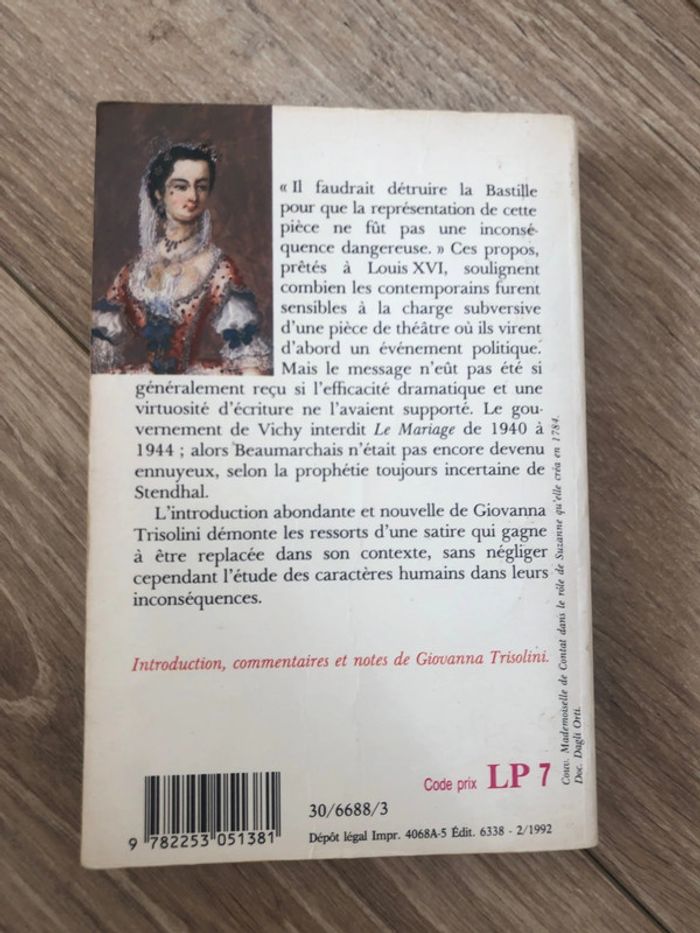 « Il faudrait détruire la Bastille
pour que la représentation de cette
pièce ne fût pas une inconsé-
quence dangereuse. » Ces propos,
prêtés à Louis XVI, soulignent
combien les contemporains furent
sensibles à la charge subversive
d'une pièce de théâtre où ils virent
d'abord un événement politique.
Mais le message n'eût pas été si
généralement reçu si l'efficacité dramatique et une
virtuosité d'écriture ne l'avaient supporté. Le gou-
vernement de Vichy interdit Le Mariage de 1940 à
1944 ; alors Beaumarchais n'était pas encore devenu
ennuyeux, selon la prophétie toujours incertaine de
Stendhal.
L'introduction abondante et nouvelle de Giovanna
Trisolini démonte les ressorts d'une satire qui gagne
à être replacée dans son contexte, sans négliger
cependant l'étude des caractères humains dans leurs
inconséquences.
Introduction, commentaires et notes de Giovanna Trisolini.
Couv. Mademoiselle de Contat dans le rôle de Suzanne qu'elle créa en 1784.
Doc. Dagli Orti.
Code prix LP 7
30/6688/3
9 782253 051381
Dépôt légal Impr. 4068A-5 Édit. 6338 - 2/1992